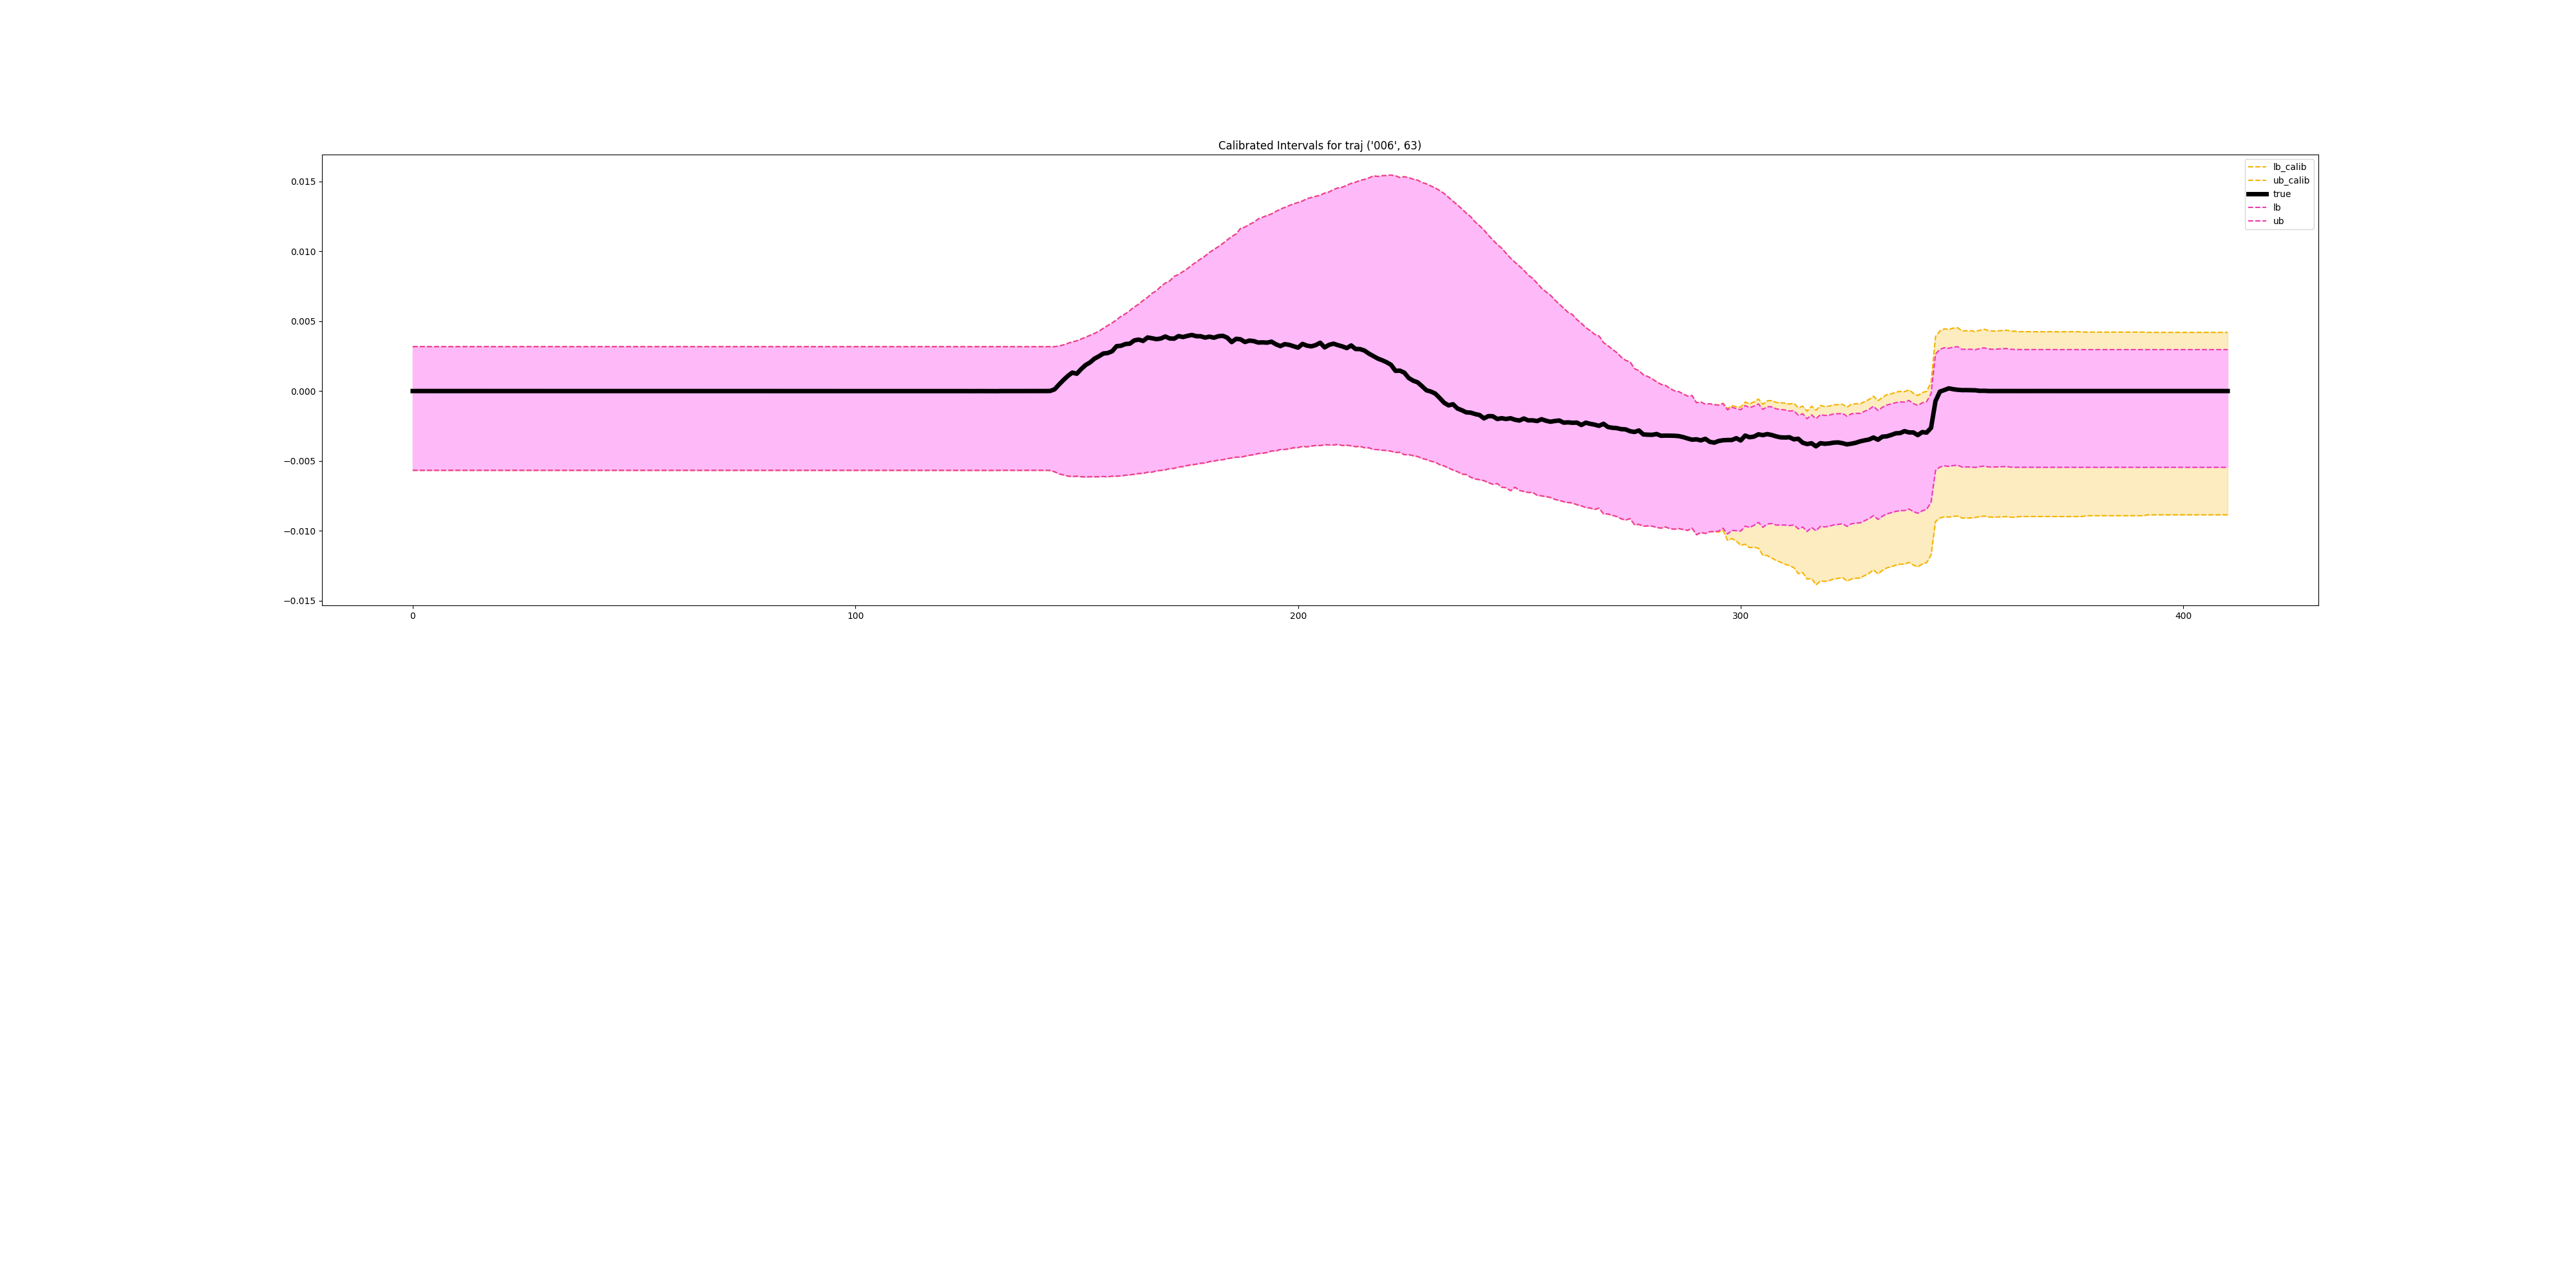 Calibrated Intervals for traj ('006', 63)
lb_calib
ub_calib
true
lb
ub
0.015
0.010
0.005
0.000
−0.005
−0.010
−0.015
0 100 200 300 400